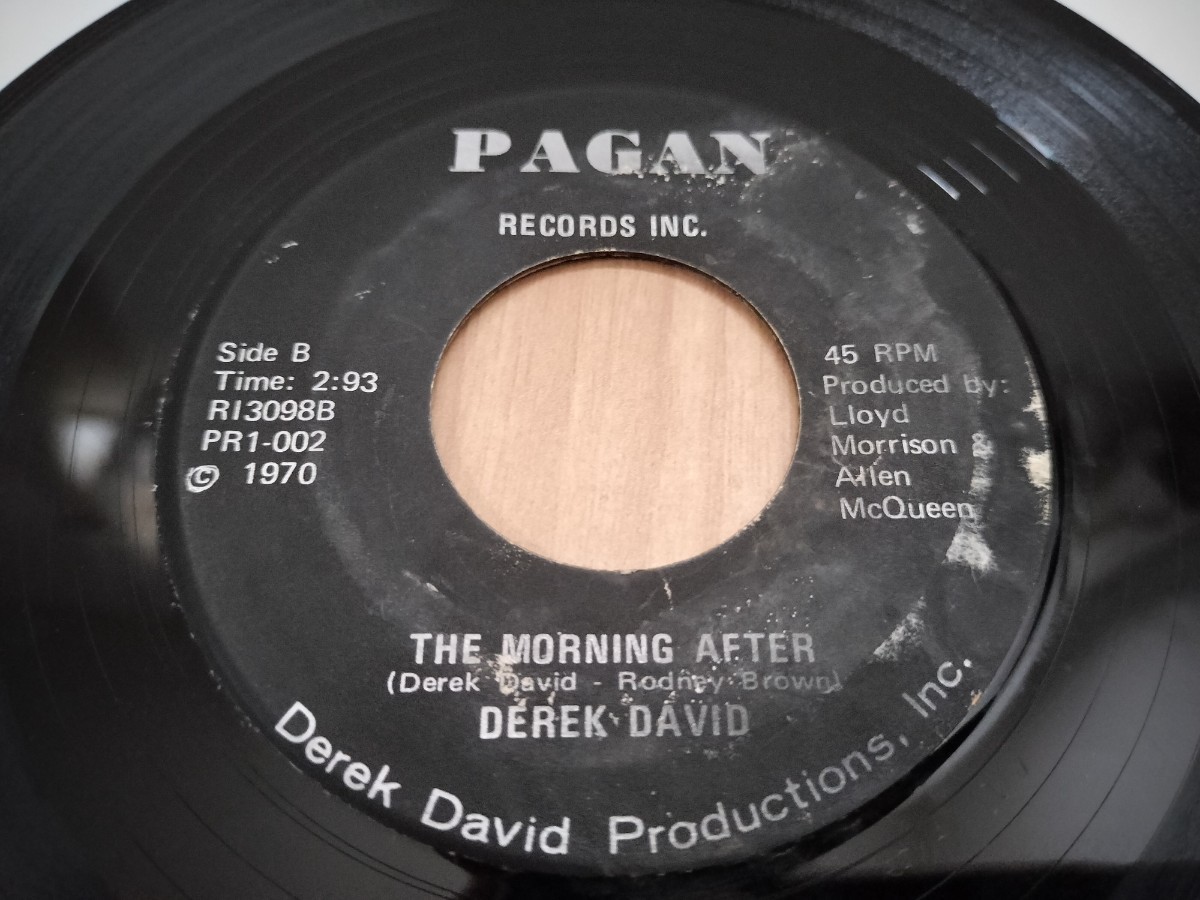 PAGAN
RECORDS INC.
Side B
Time: 2:93
RI3098B
PR1-002
© 1970
45 RPM
Produced by:
Lloyd
Morrison &
Allen
McQueen
THE MORNING AFTER
(Derek David - Rodney Brown)
DEREK DAVID
Derek David Productions, Inc.